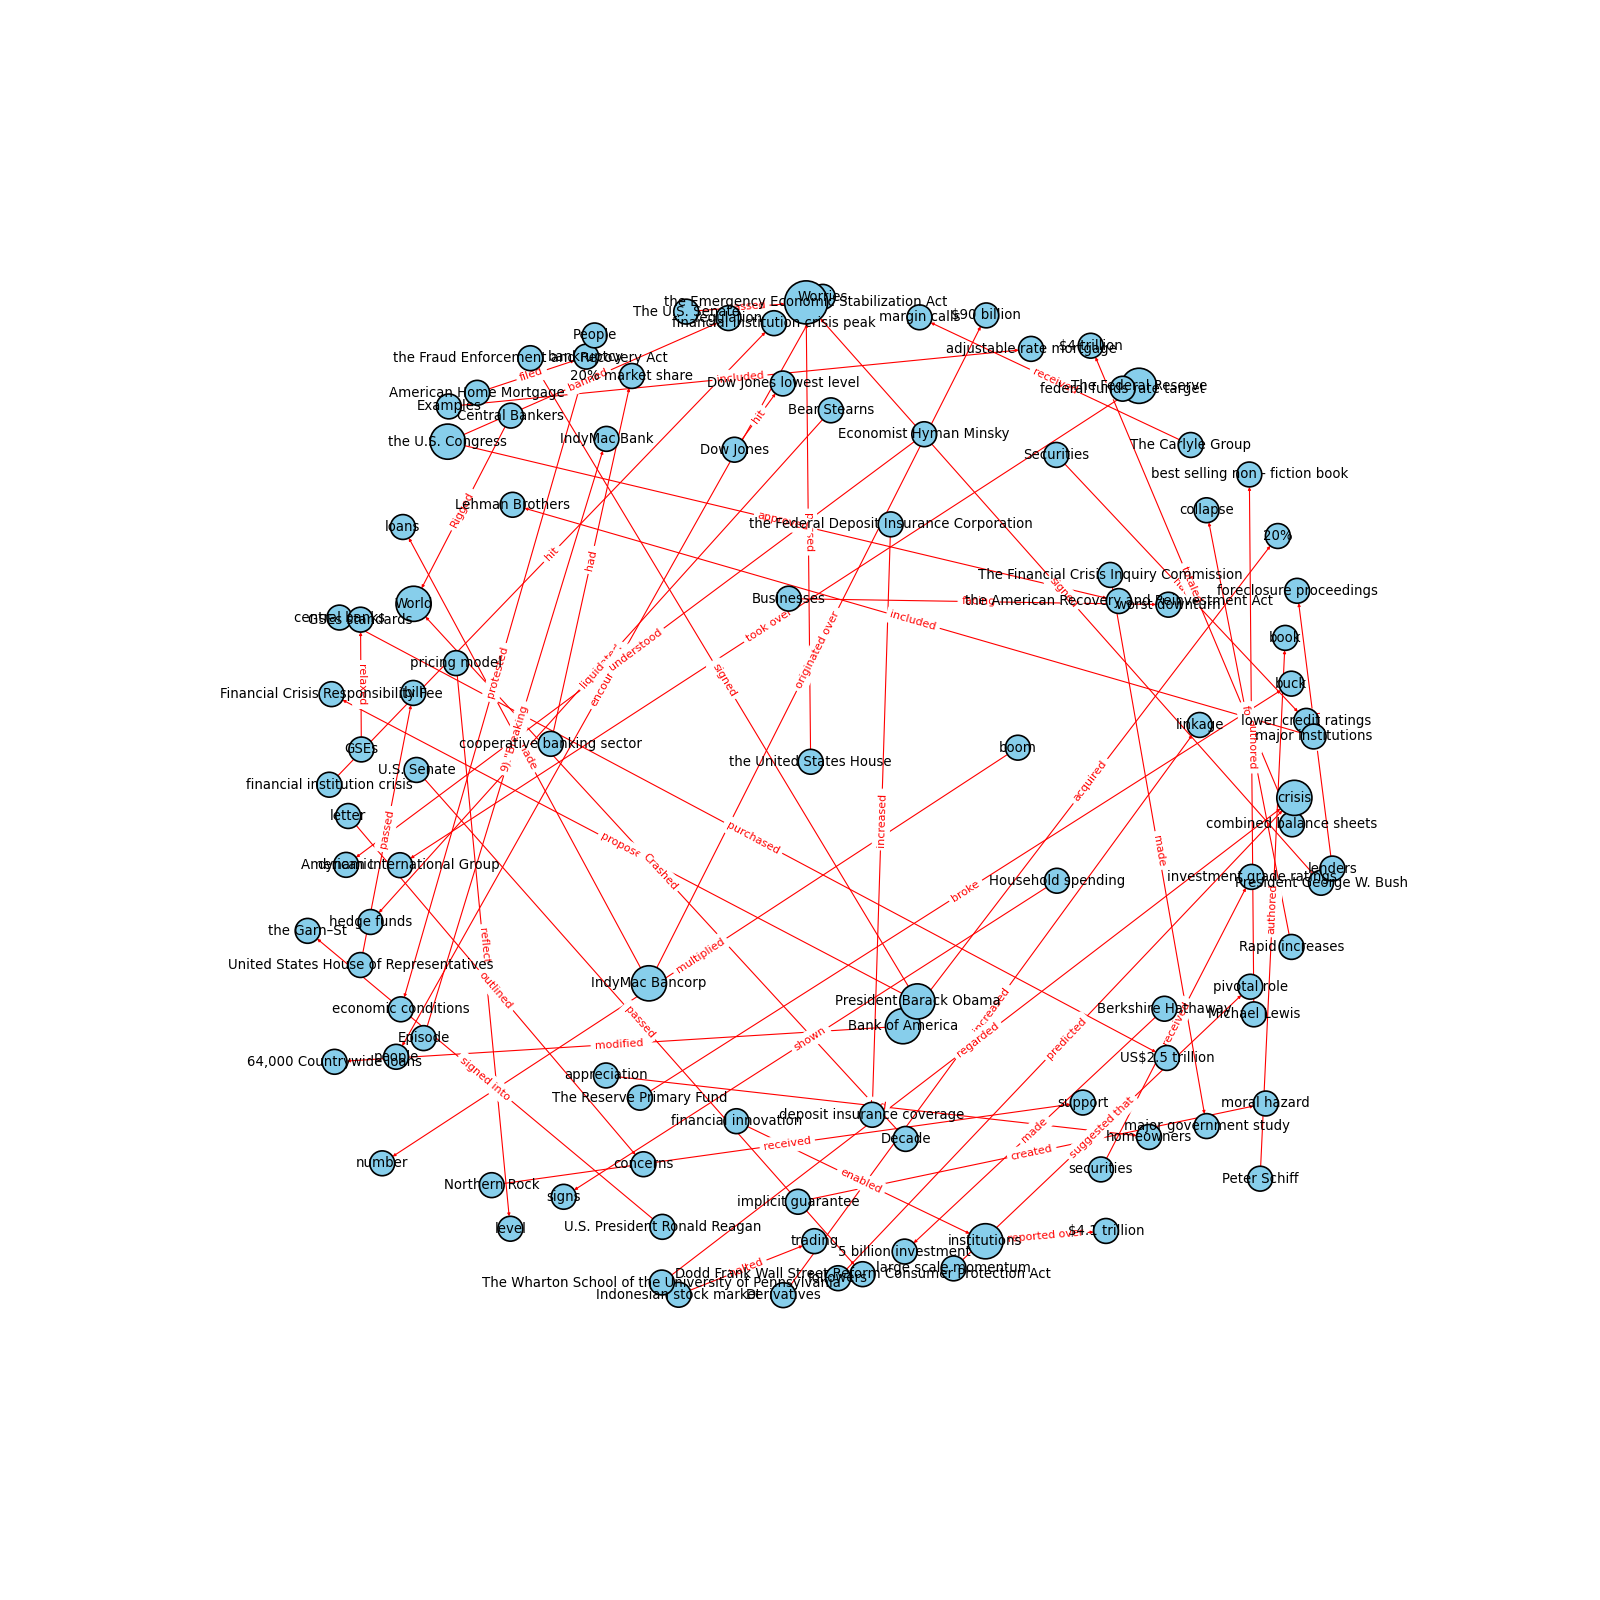 Worries
the Emergency Economic Stabilization Act
The U.S. Senate
regulation
financial institution crisis peak
margin calls
$90 billion
People
the Fraud Enforcement and Recovery Act
bankruptcy
adjustable rate mortgage
$4 trillion
filed
banned
20% market share
included
Dow Jones lowest level
received
The Federal Reserve
federal funds rate target
American Home Mortgage
Examples
Central Bankers
hit
Bear Stearns
the U.S. Congress
IndyMac Bank
Dow Jones
Economist Hyman Minsky
Securities
The Carlyle Group
best selling non - fiction book
Rigged
Lehman Brothers
loans
the Federal Deposit Insurance Corporation
collapse
20%
hit
had
The Financial Crisis Inquiry Commission
foreclosure proceedings
World
Businesses
facing
the American Recovery and Reinvestment Act
worst downturn
central banks
GSEs standards
included
took over
understood
book
originated over
pricing model
protested
relaxed
signed
Financial Crisis Responsibility Fee
bill
buck
linkage
lower credit ratings
major institutions
authored
GSEs
cooperative banking sector
boom
the United States House
U.S. Senate
financial institution crisis
acquired
crisis
letter
passed
increased
purchased
combined balance sheets
made
American International Group
dynamic
Crashed
lenders
investment grade ratings
President George W. Bush
Household spending
broke
authored
hedge funds
the Garn–St
Rapid increases
United States House of Representatives
multiplied
outlined
IndyMac Bancorp
pivotal role
economic conditions
President Barack Obama
Berkshire Hathaway
Michael Lewis
Bank of America
Episode
passed
regarded
predicted
shown
modified
64,000 Countrywide loans
people
US$2.5 trillion
signed into
appreciation
The Reserve Primary Fund
support
moral hazard
deposit insurance coverage
financial innovation
major government study
suggested that
made
homeowners
Decade
received
created
number
concerns
securities
Northern Rock
enabled
Peter Schiff
signs
implicit guarantee
level
U.S. President Ronald Reagan
$4.1 trillion
trading
institutions
5 billion investment
large scale momentum
Dodd Frank Wall Street Reform Consumer Protection Act
followers
The Wharton School of the University of Pennsylvania
Indonesian stock market
Derivatives